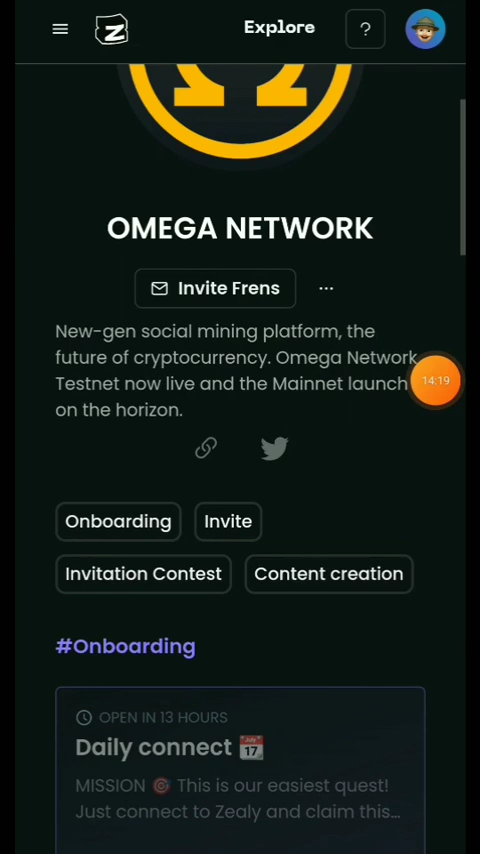 Explore
?
OMEGA NETWORK
Invite Frens
...
New-gen social mining platform, the
future of cryptocurrency. Omega Network
Testnet now live and the Mainnet launch
on the horizon.
14:19
Onboarding
Invite
Invitation Contest
Content creation
#Onboarding
OPEN IN 13 HOURS
Daily connect 📅
MISSION 🎯 This is our easiest quest!
Just connect to Zealy and claim this...